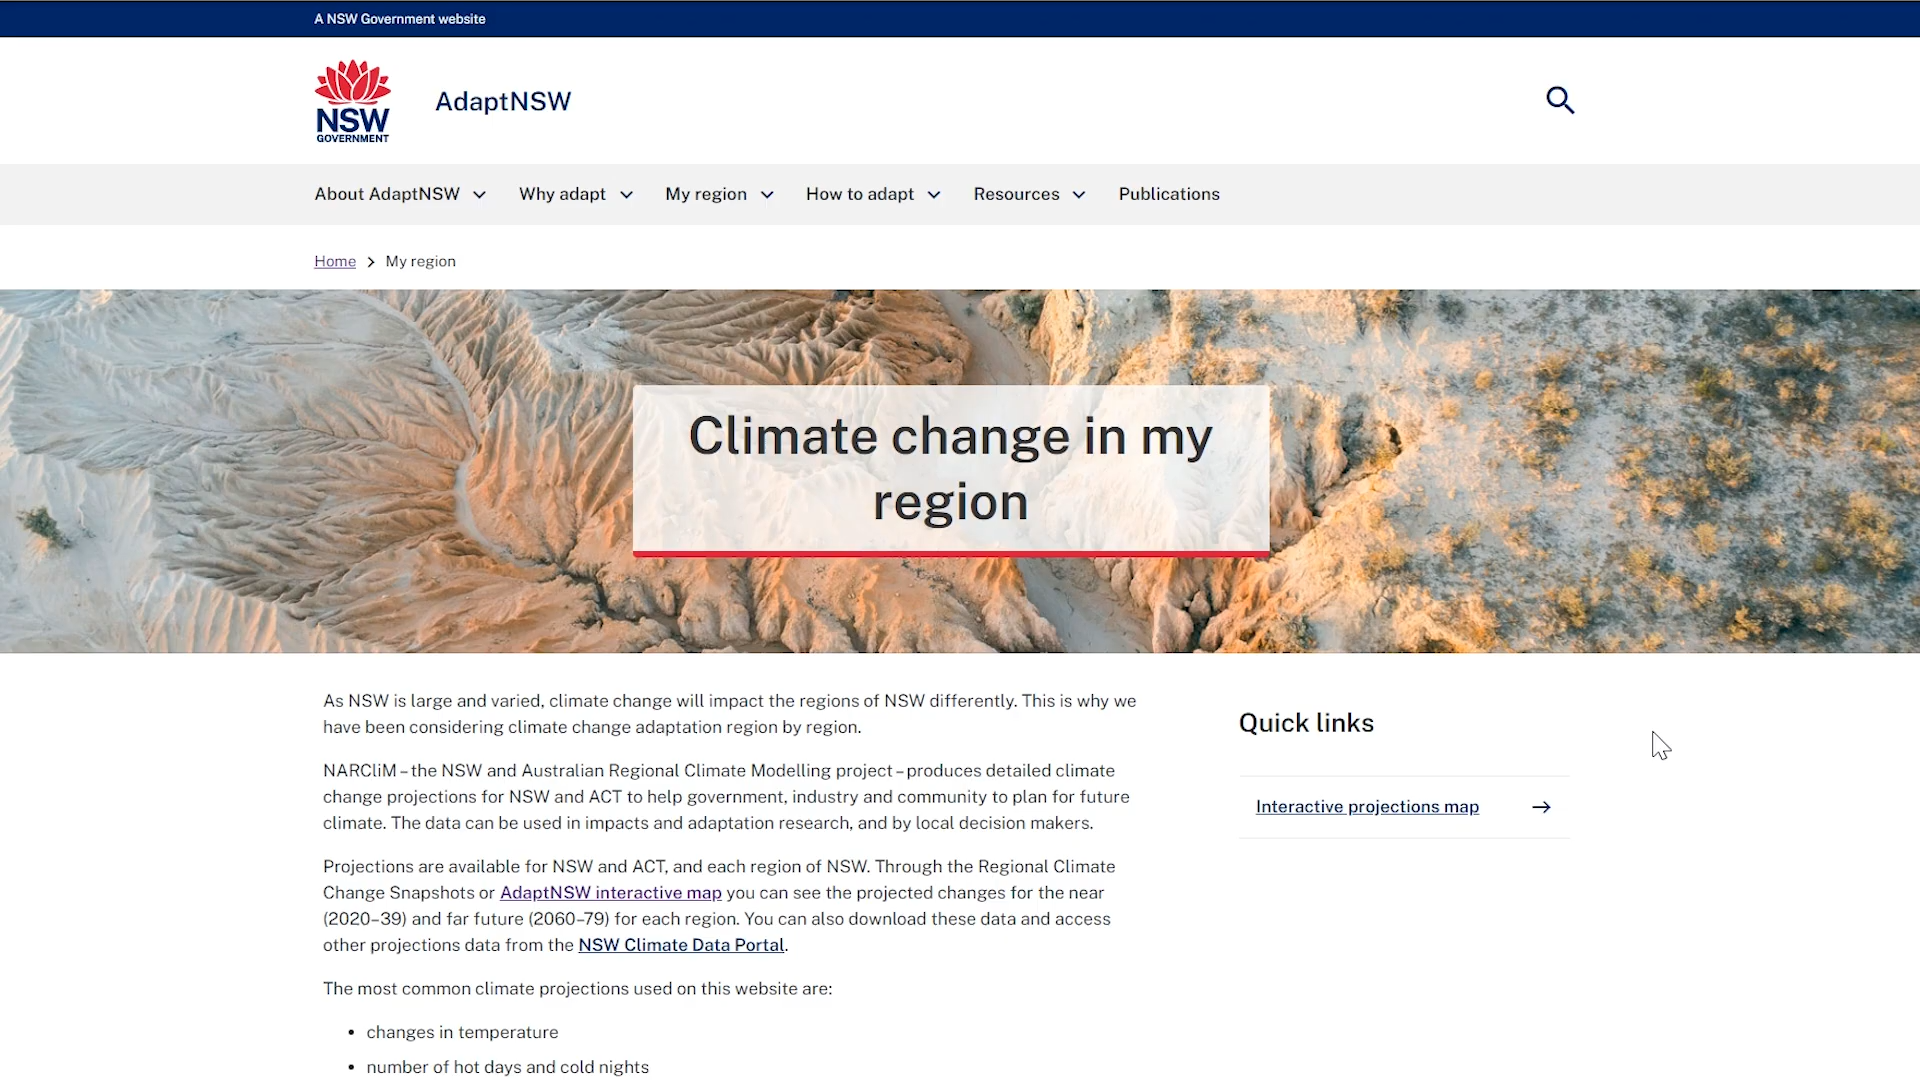 A NSW Government website
NSW
GOVERNMENT
AdaptNSW
About AdaptNSW
Why adapt
My region
How to adapt
Resources
Publications
Home > My region
Climate change in my
region
As NSW is large and varied, climate change will impact the regions of NSW differently. This is why we
have been considering climate change adaptation region by region.
NARCliM – the NSW and Australian Regional Climate Modelling project – produces detailed climate
change projections for NSW and ACT to help government, industry and community to plan for future
climate. The data can be used in impacts and adaptation research, and by local decision makers.
Projections are available for NSW and ACT, and each region of NSW. Through the Regional Climate
Change Snapshots or AdaptNSW interactive map you can see the projected changes for the near
(2020–39) and far future (2060–79) for each region. You can also download these data and access
other projections data from the NSW Climate Data Portal.
The most common climate projections used on this website are:
• changes in temperature
• number of hot days and cold nights
Quick links
Interactive projections map